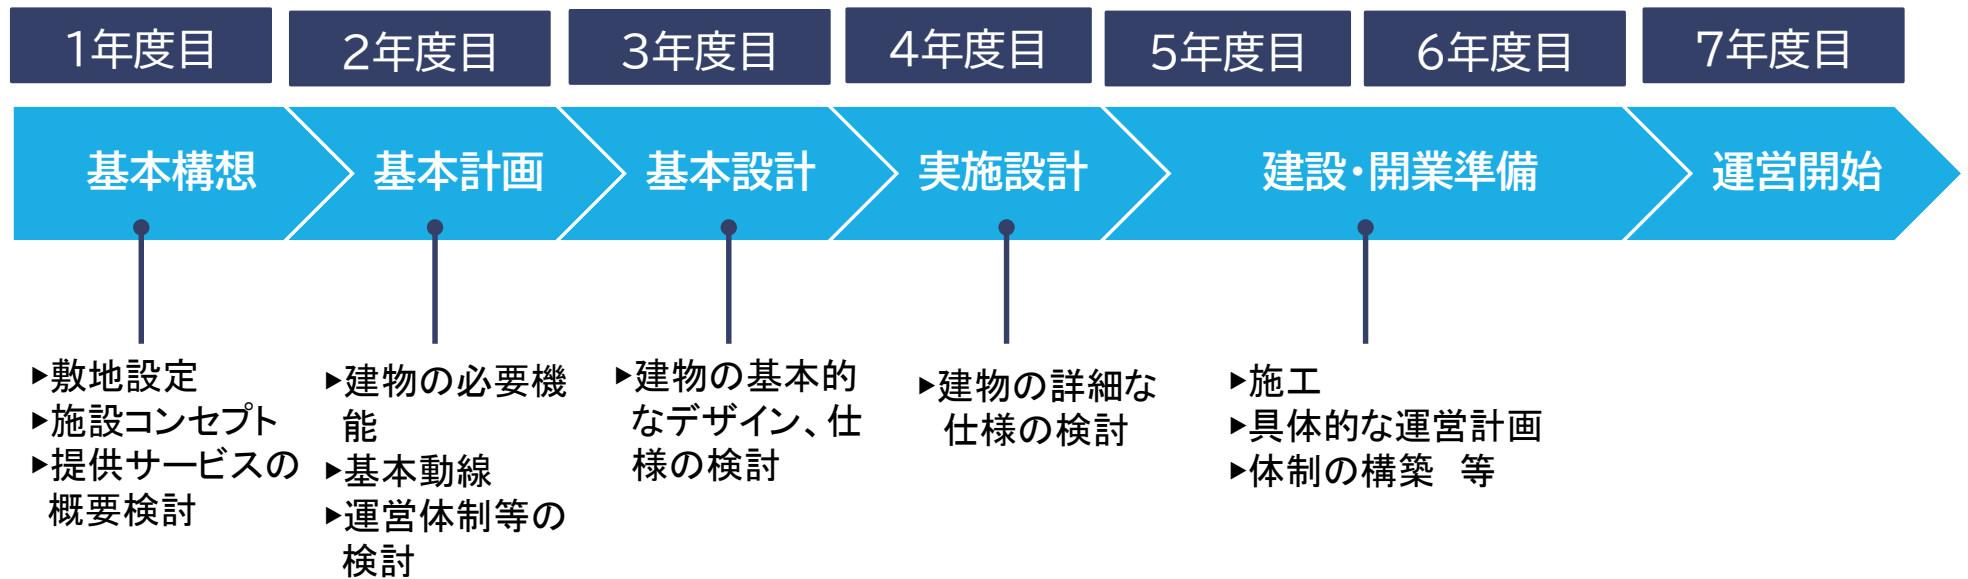 1年度目
2年度目
3年度目
4年度目
5年度目
6年度目
7年度目
基本構想
基本計画
基本設計
実施設計
建設・開業準備
運営開始
▶敷地設定
▶施設コンセプト
▶提供サービスの
概要検討
▶建物の必要機
能
▶基本動線
▶運営体制等の
検討
▶建物の基本的
なデザイン、仕
様の検討
▶建物の詳細な
仕様の検討
▶施工
▶具体的な運営計画
▶体制の構築　等